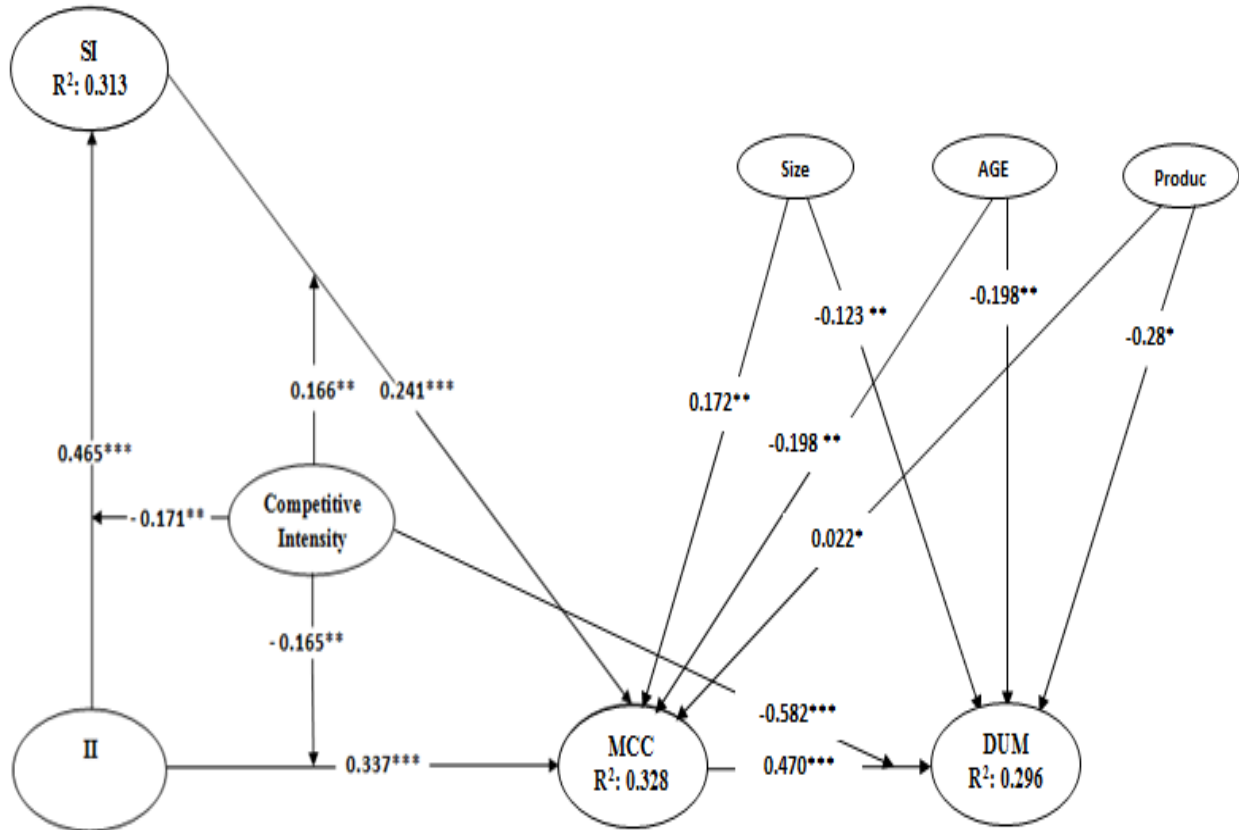 SI
R²: 0.313
Size
AGE
Produc
-0.123 **
-0.198**
-0.28*
0.166**
0.241***
0.172**
-0.198 **
0.465***
Competitive
Intensity
- 0.171**
0.022*
- 0.165**
-0.582***
II
0.337***
MCC
R²: 0.328
0.470***
DUM
R²: 0.296